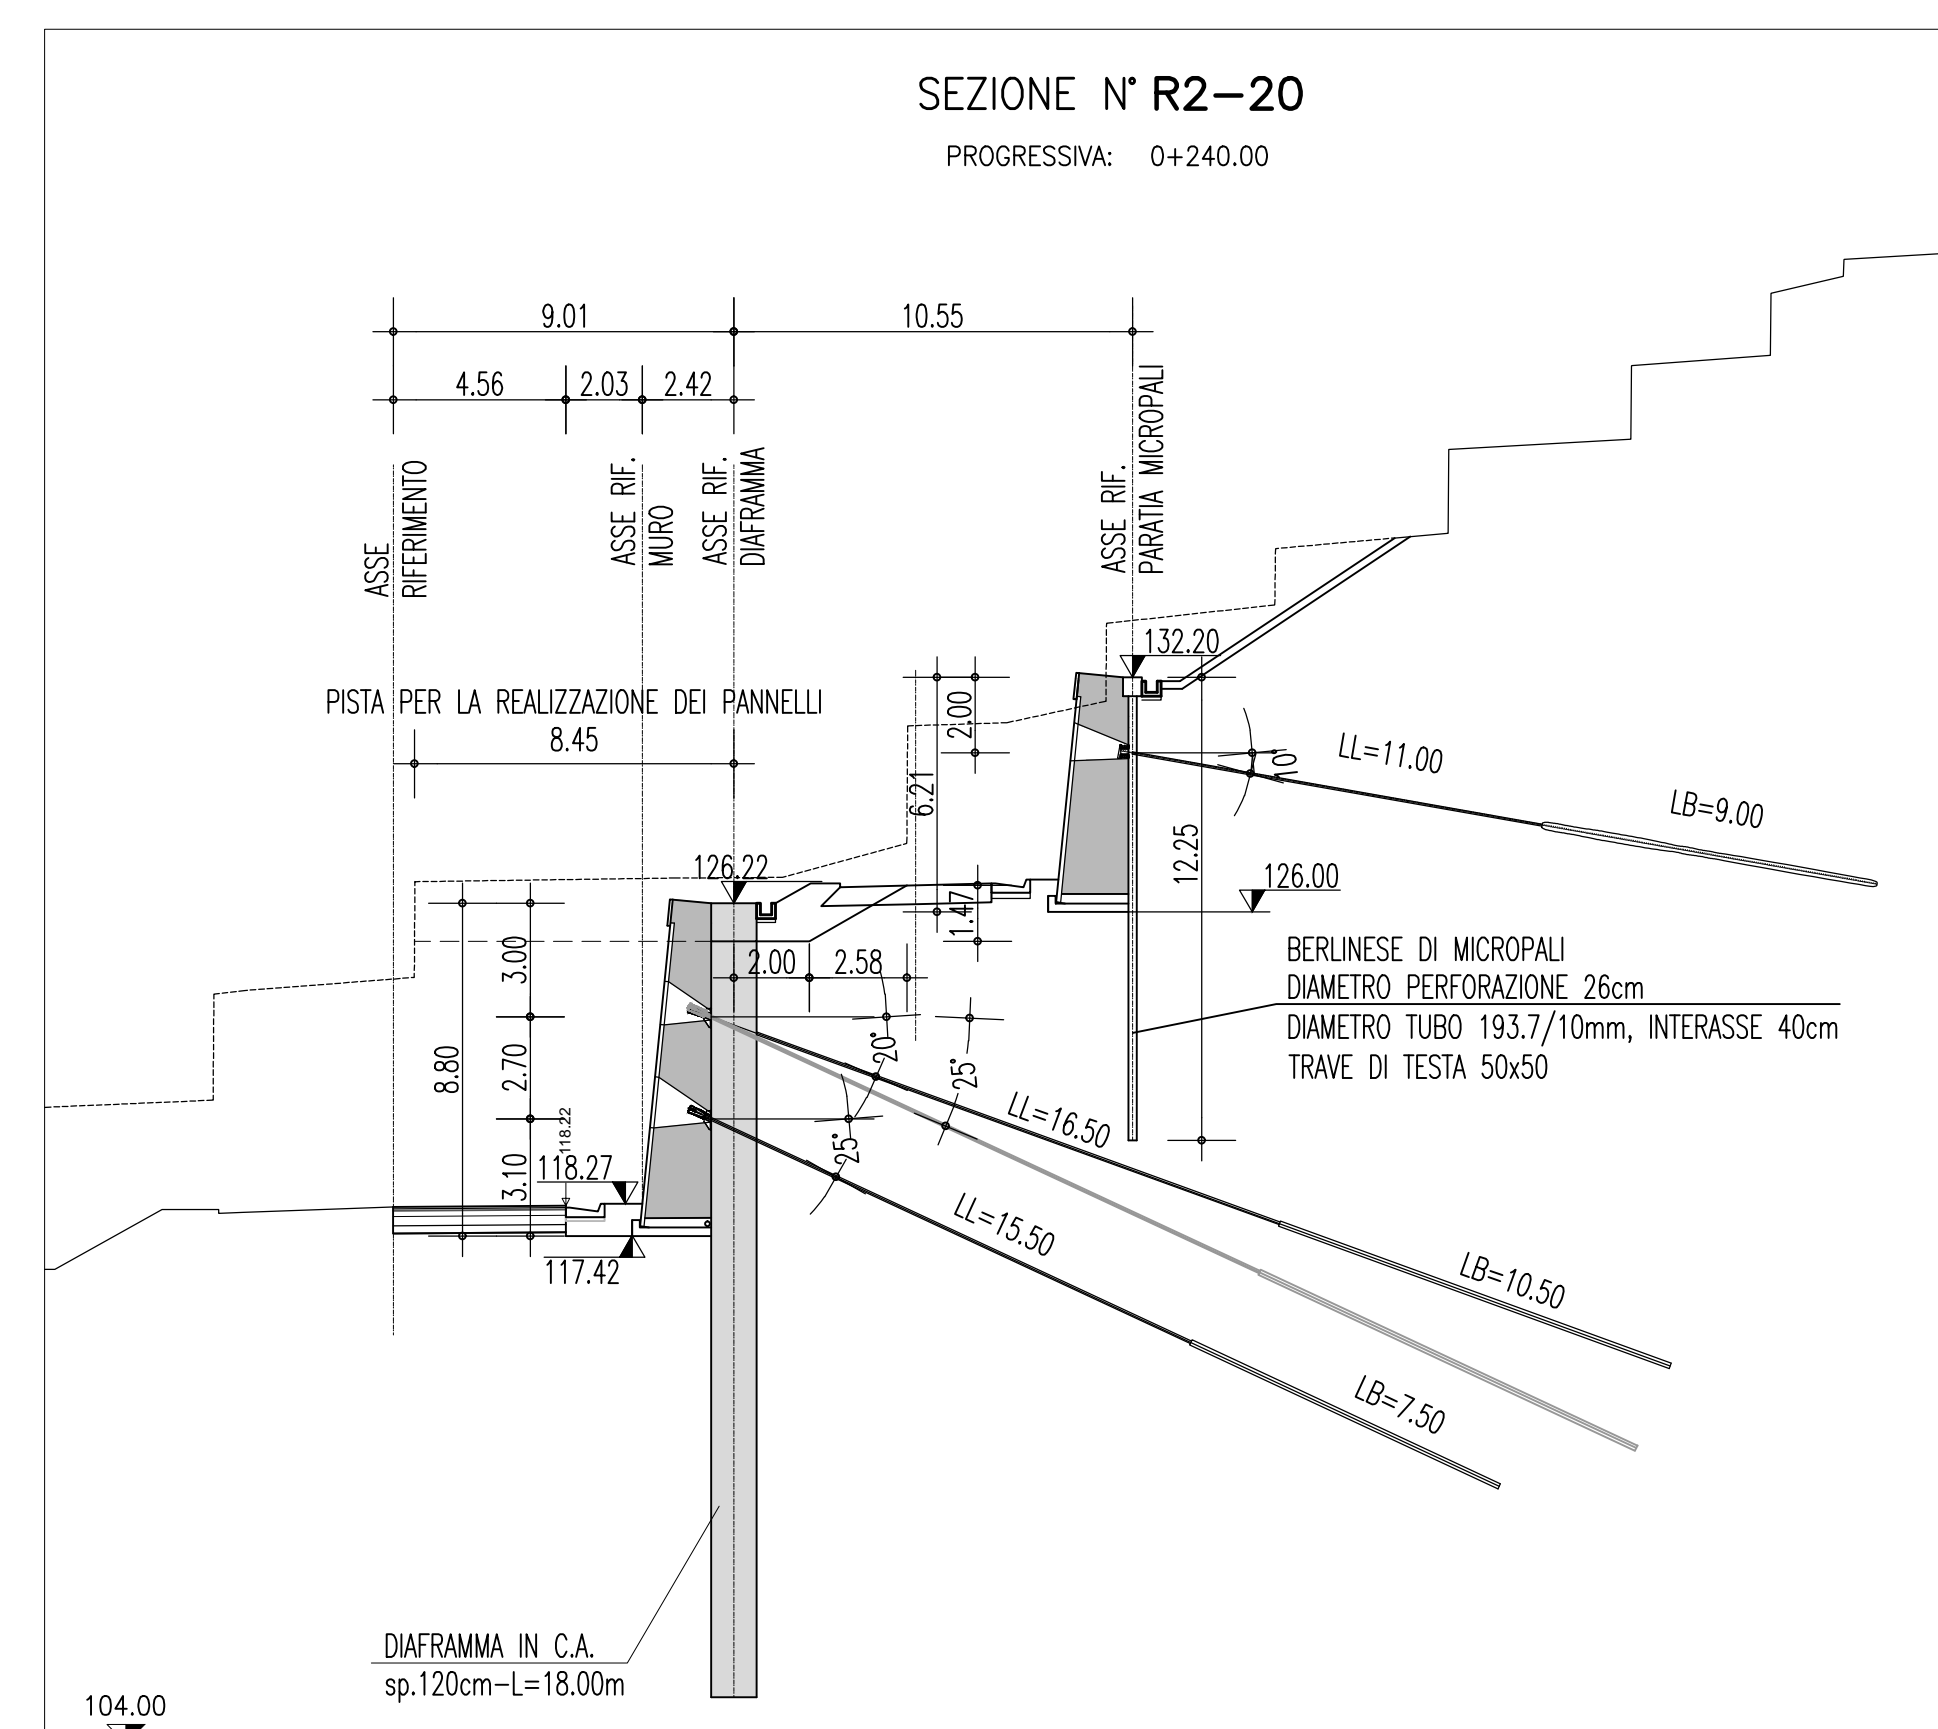 SEZIONE N° R2-20
PROGRESSIVA: 0+240.00
9.01
10.55
4.56
2.03
2.42
ASSE
RIFERIMENTO
ASSE RIF.
MURO
ASSE RIF.
DIAFRAMMA
ASSE RIF.
PARATIA MICROPALI
132.20
PISTA PER LA REALIZZAZIONE DEI PANNELLI
8.45
2.00
6.21
10°
LL=11.00
LB=9.00
12.25
126.22
126.00
1.47
3.00
2.00
2.58
BERLINESE DI MICROPALI
DIAMETRO PERFORAZIONE 26cm
DIAMETRO TUBO 193.7/10mm, INTERASSE 40cm
TRAVE DI TESTA 50x50
8.80
2.70
20°
25°
25°
LL=16.50
118.22
3.10
118.27
117.42
LL=15.50
LB=10.50
LB=7.50
DIAFRAMMA IN C.A.
sp.120cm-L=18.00m
104.00